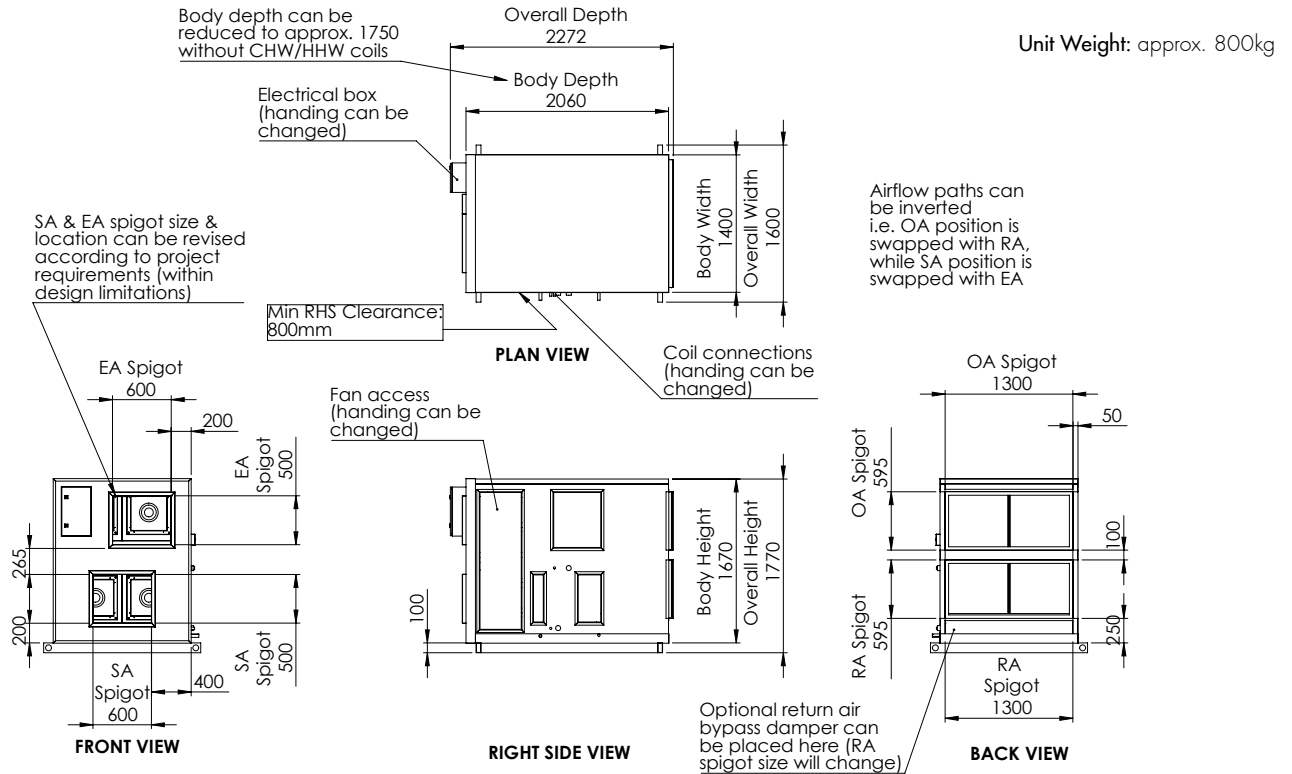 Body depth can be
reduced to approx. 1750
without CHW/HHW coils
Overall Depth
2272
Unit Weight: approx. 800kg
Body Depth
2060
Electrical box
(handing can be
changed)
SA & EA spigot size &
location can be revised
according to project
requirements (within
design limitations)
Body Width
1400
Overall Width
1600
Airflow paths can
be inverted
i.e. OA position is
swapped with RA,
while SA position is
swapped with EA
Min RHS Clearance:
800mm
PLAN VIEW
Coil connections
(handing can be
changed)
EA Spigot
600
200
EA
Spigot
500
265
200
SA
Spigot
500
SA
Spigot
600
400
FRONT VIEW
Fan access
(handing can be
changed)
100
Body Height
1670
Overall Height
1770
RIGHT SIDE VIEW
OA Spigot
1300
50
OA Spigot
595
100
RA Spigot
595
250
RA
Spigot
1300
Optional return air
bypass damper can
be placed here (RA
spigot size will change)
BACK VIEW